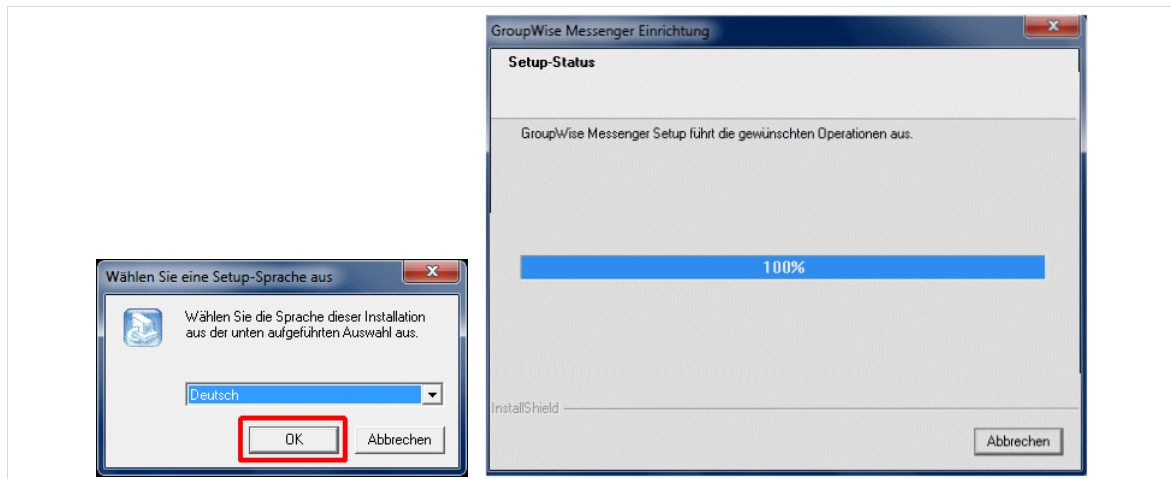 Wählen Sie eine Setup-Sprache aus
Wählen Sie die Sprache dieser Installation
aus der unten aufgeführten Auswahl aus.
Deutsch
OK
Abbrechen
GroupWise Messenger Einrichtung
Setup-Status
GroupWise Messenger Setup führt die gewünschten Operationen aus.
100%
InstallShield
Abbrechen